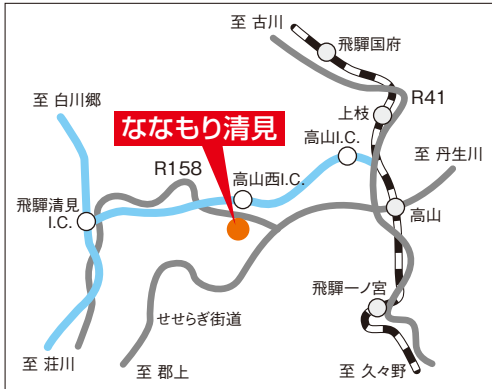 至 古川
飛騨国府
至 白川郷
R41
上枝
ななもり清見
高山I.C.
至 丹生川
R158
高山西I.C.
飛騨清見
I.C.
高山
飛騨一ノ宮
せせらぎ街道
至 荘川
至 郡上
至 久々野